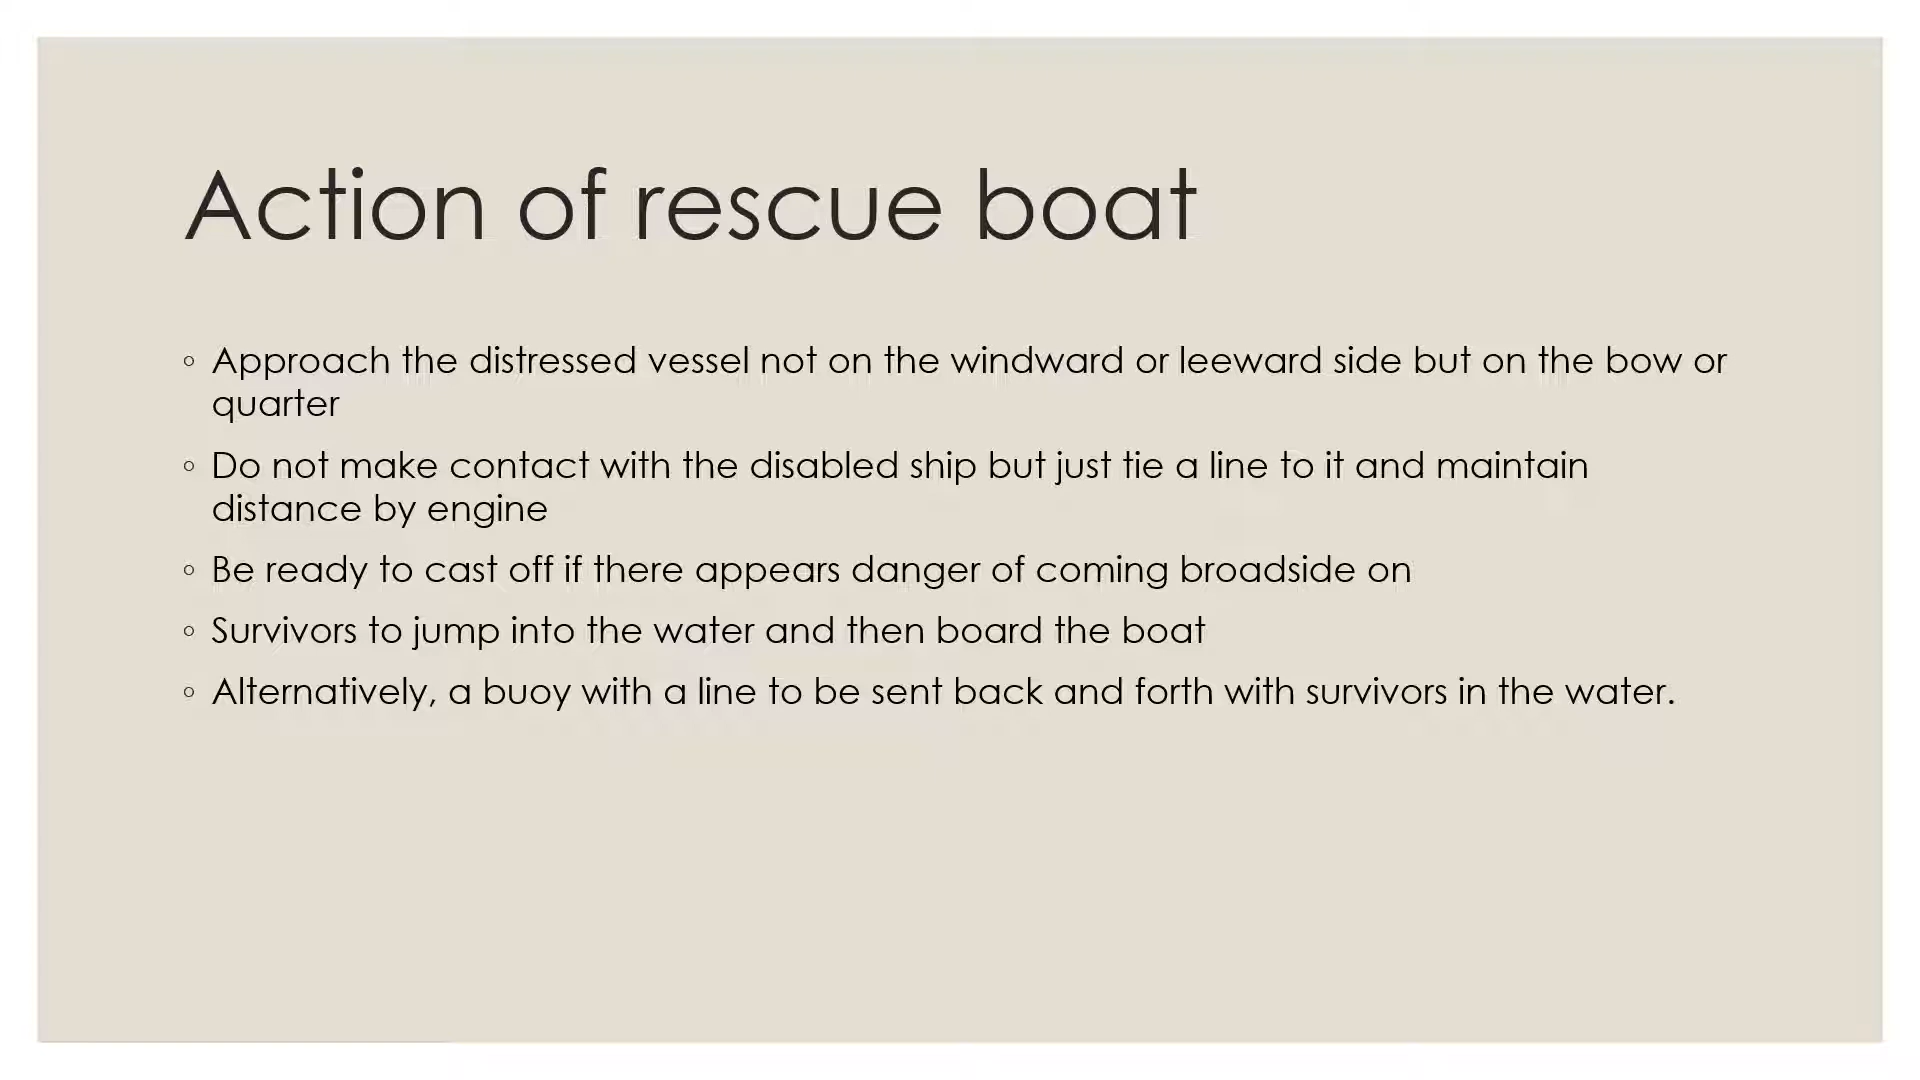 Action of rescue boat
◦ Approach the distressed vessel not on the windward or leeward side but on the bow or
quarter
◦ Do not make contact with the disabled ship but just tie a line to it and maintain
distance by engine
◦ Be ready to cast off if there appears danger of coming broadside on
◦ Survivors to jump into the water and then board the boat
◦ Alternatively, a buoy with a line to be sent back and forth with survivors in the water.